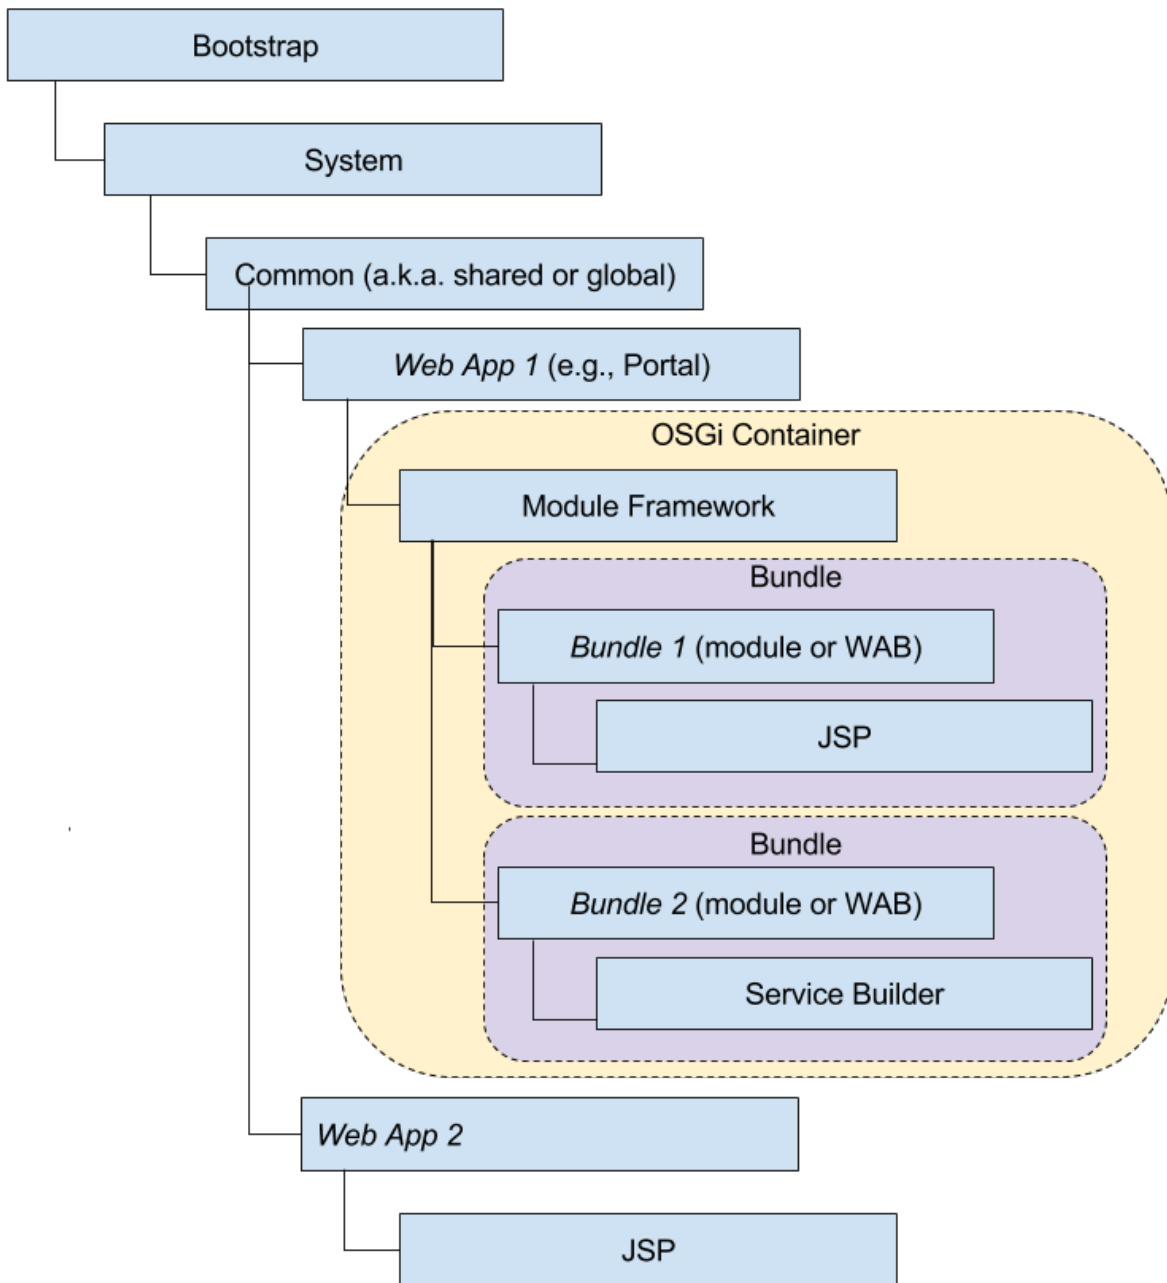 Bootstrap
System
Common (a.k.a. shared or global)
Web App 1 (e.g., Portal)
OSGi Container
Module Framework
Bundle
Bundle 1 (module or WAB)
JSP
Bundle
Bundle 2 (module or WAB)
Service Builder
Web App 2
JSP